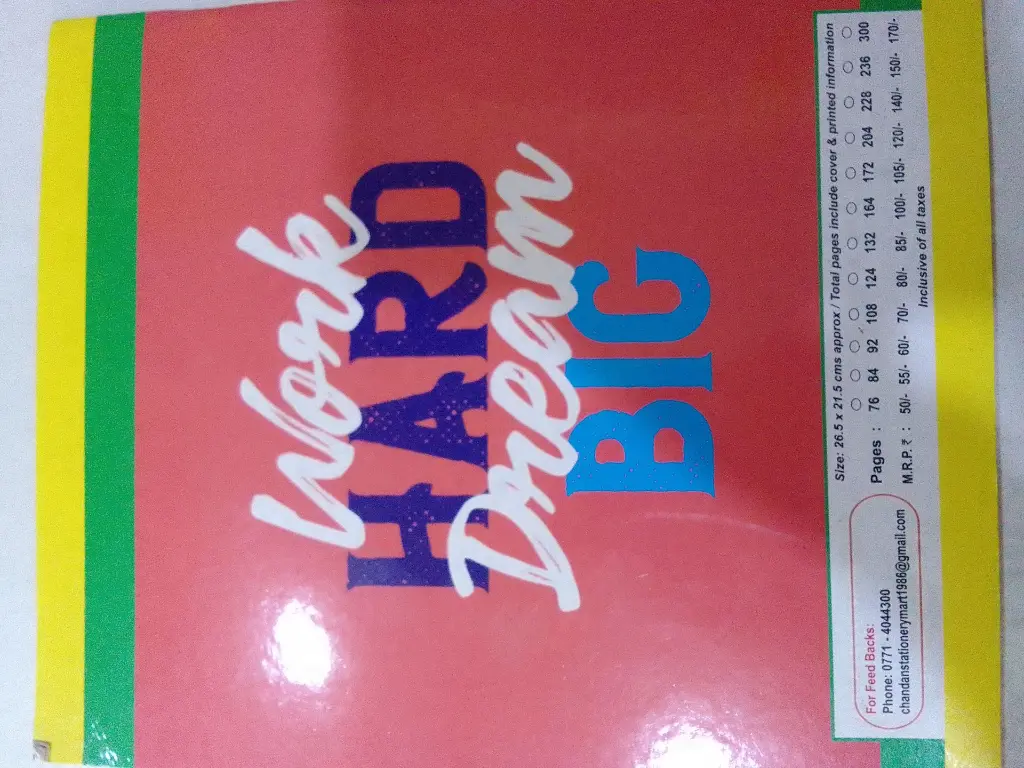 Work
HARD
Dream
BIG
Size: 26.5 x 21.5 cms approx / Total pages include cover & printed information
Pages : 76 84 92 108 124 132 164 172 204 228 236 300
M.R.P. ₹ : 50/- 55/- 60/- 70/- 80/- 85/- 100/- 105/- 120/- 140/- 150/- 170/-
Inclusive of all taxes
For Feed Backs:
Phone: 0771 - 4044300
chandanstationerymart1986@gmail.com